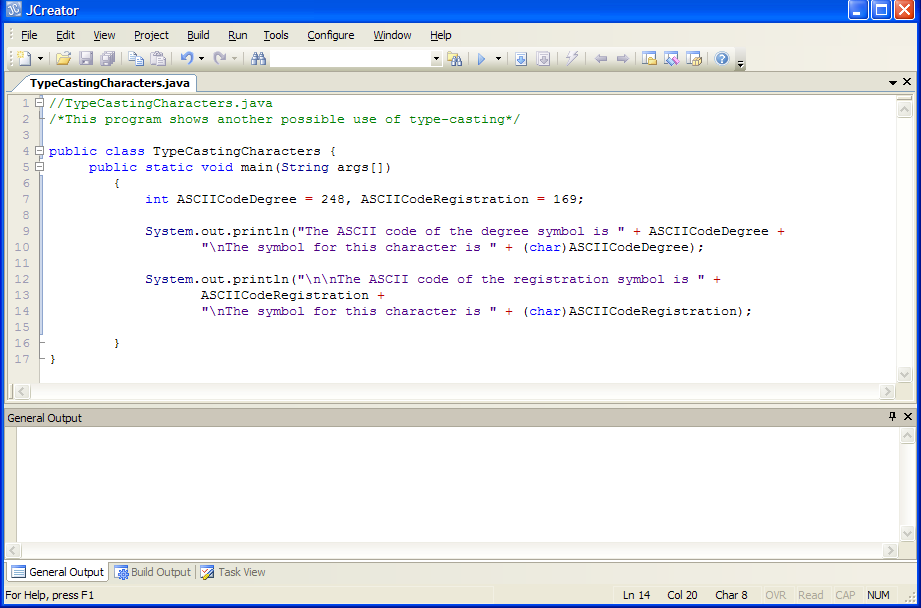 JCreator
File Edit View Project Build Run Tools Configure Window Help
TypeCastingCharacters.java
1 //TypeCastingCharacters.java
2 /*This program shows another possible use of type-casting*/
3
4 public class TypeCastingCharacters {
5 public static void main(String args[])
6 {
7 int ASCIICodeDegree = 248, ASCIICodeRegistration = 169;
8
9 System.out.println("The ASCII code of the degree symbol is " + ASCIICodeDegree +
10 "\nThe symbol for this character is " + (char)ASCIICodeDegree);
11
12 System.out.println("\n\nThe ASCII code of the registration symbol is " +
13 ASCIICodeRegistration +
14 "\nThe symbol for this character is " + (char)ASCIICodeRegistration);
15
16 }
17 }
General Output
General Output Build Output Task View
For Help, press F1 Ln 14 Col 20 Char 8 OVR Read CAP NUM